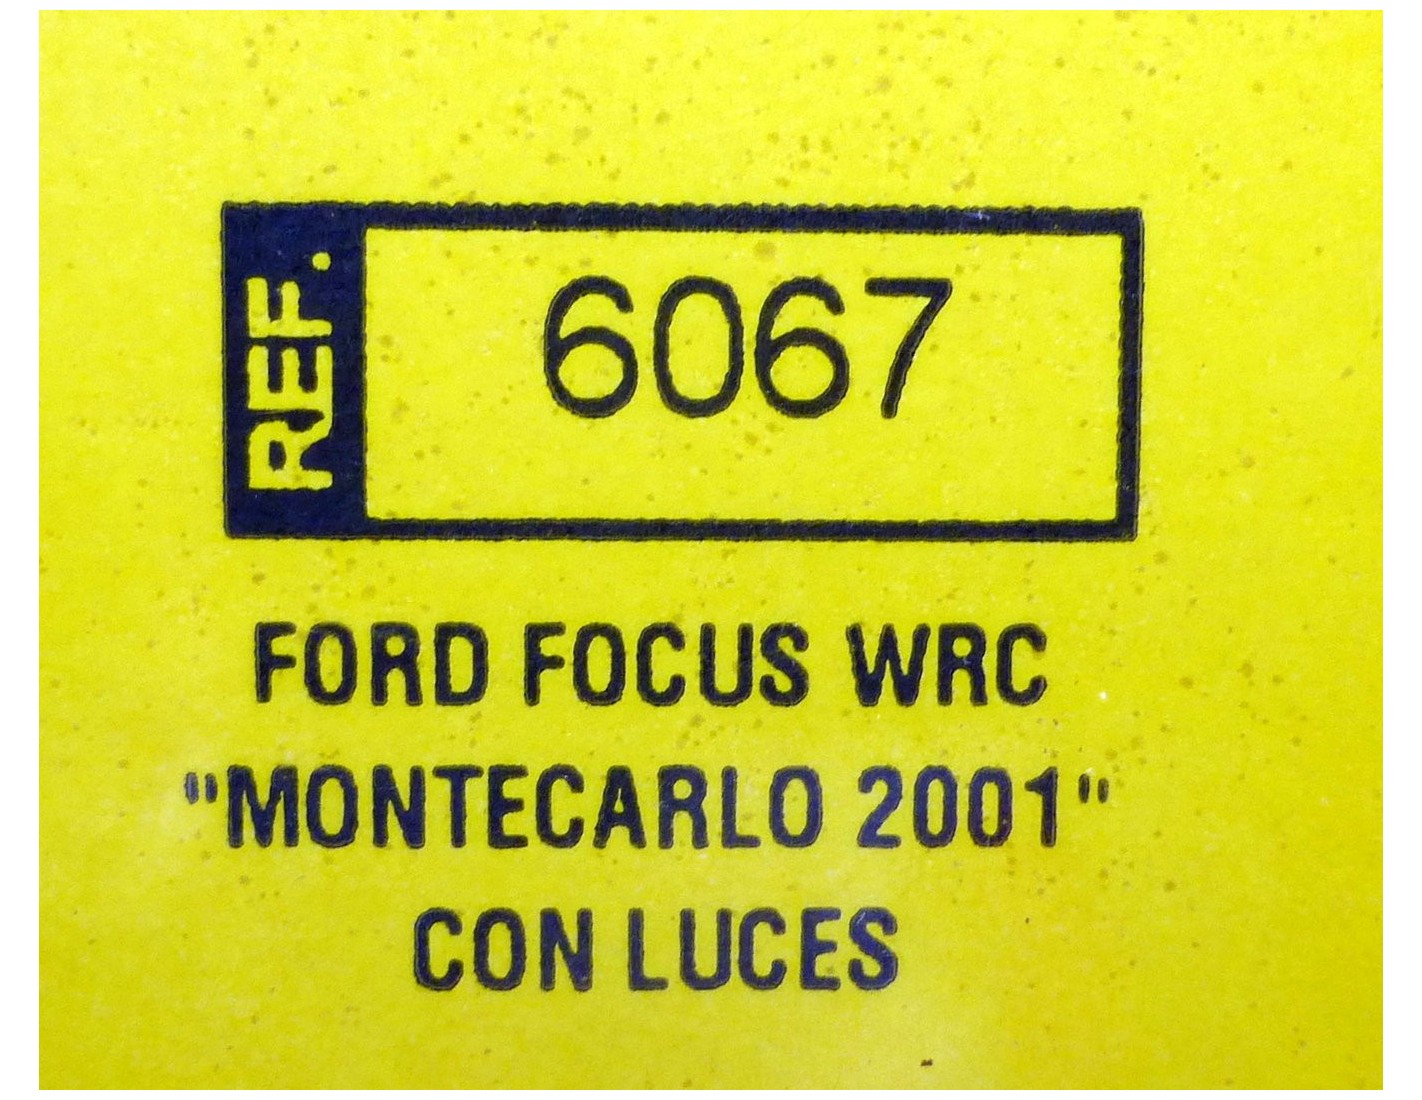 REF. 6067
FORD FOCUS WRC
"MONTECARLO 2001"
CON LUCES